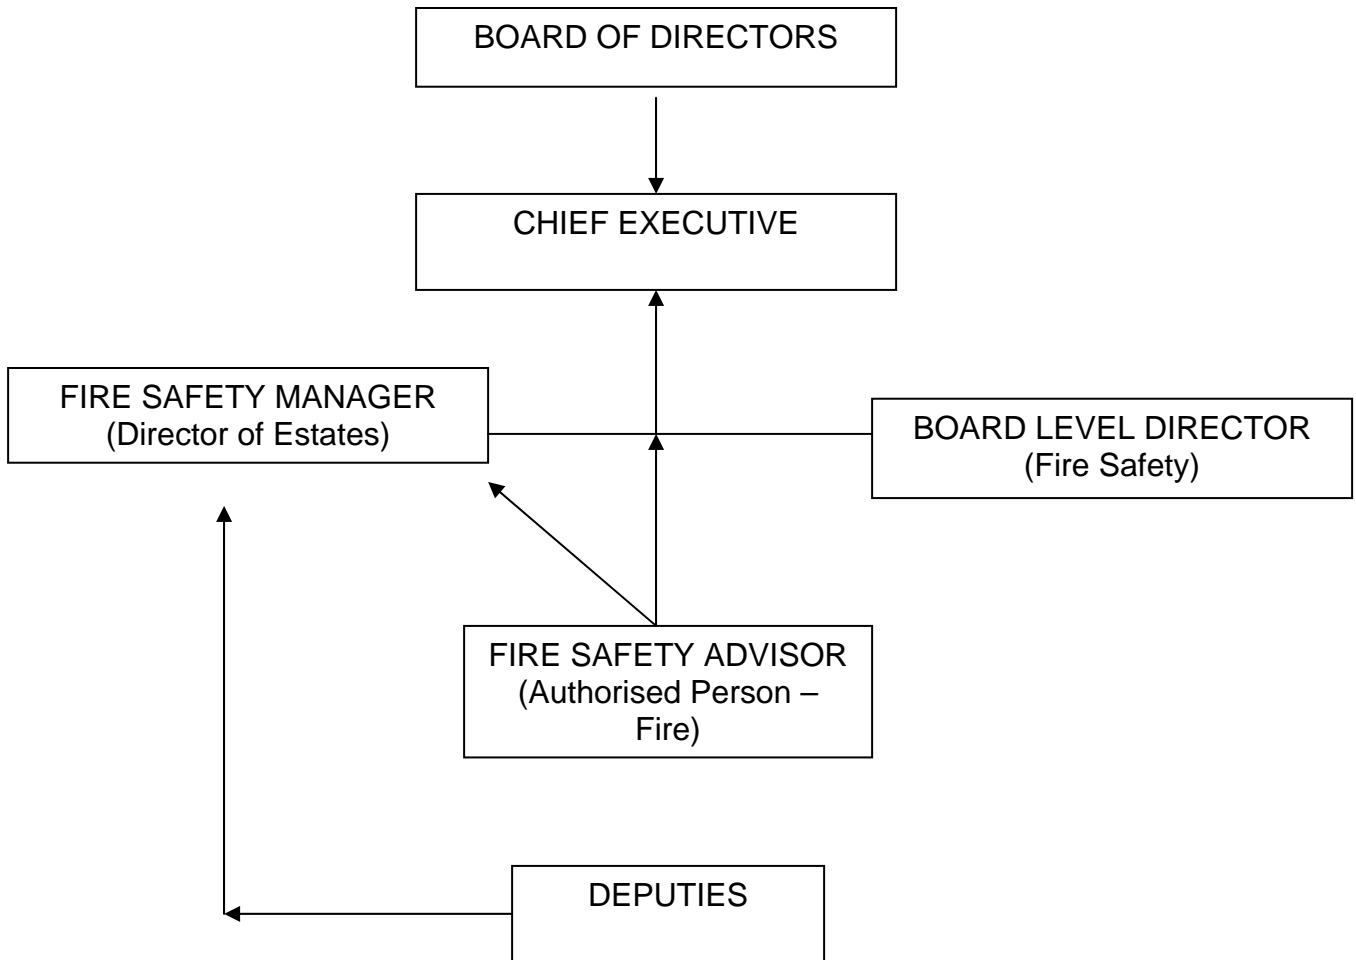 BOARD OF DIRECTORS
CHIEF EXECUTIVE
FIRE SAFETY MANAGER
(Director of Estates)
BOARD LEVEL DIRECTOR
(Fire Safety)
FIRE SAFETY ADVISOR
(Authorised Person –
Fire)
DEPUTIES